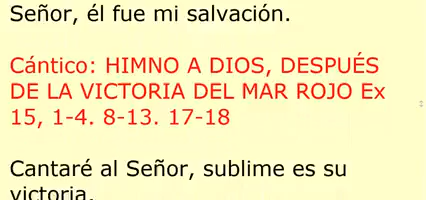 Señor, él fue mi salvación.
Cántico: HIMNO A DIOS, DESPUÉS
DE LA VICTORIA DEL MAR ROJO Ex
15, 1-4. 8-13. 17-18
Cantaré al Señor, sublime es su
victoria,